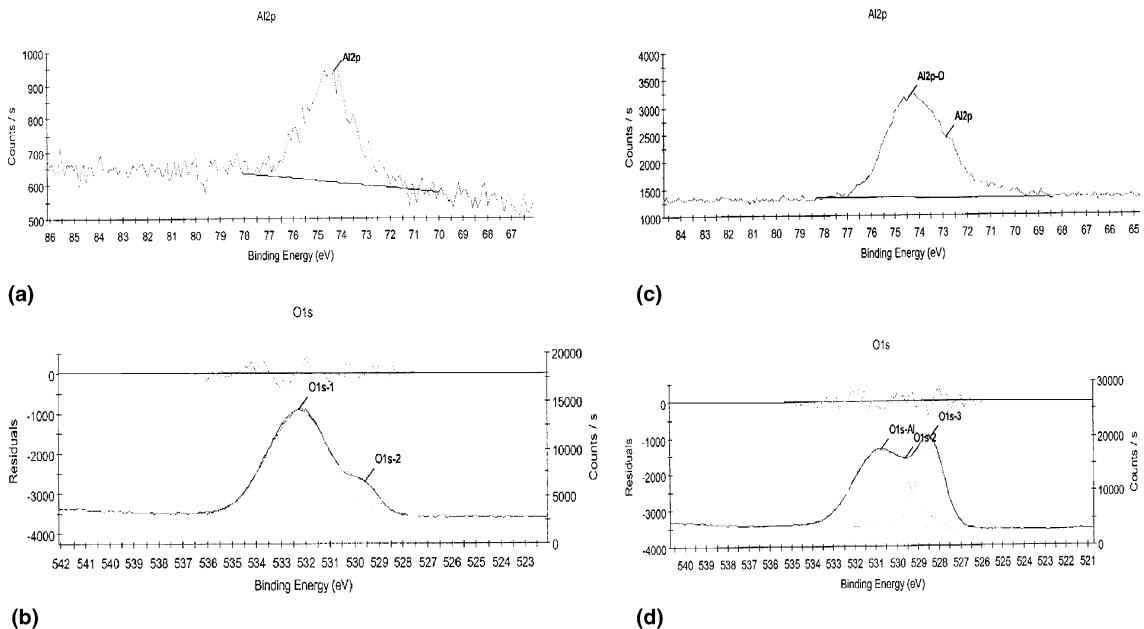 Al2p
Counts / s
1000
900
800
700
600
500
Al2p
86 85 84 83 82 81 80 79 78 77 76 75 74 73 72 71 70 69 68 67
Binding Energy (eV)
(a)
Al2p
Counts / s
4000
3500
3000
2500
2000
1500
1000
Al2p-O
Al2p
84 83 82 81 80 79 78 77 76 75 74 73 72 71 70 69 68 67 66 65
Binding Energy (eV)
(c)
O1s
Residuals
0
-1000
-2000
-3000
-4000
O1s-1
O1s-2
20000
15000
10000
5000
0
Counts / s
542 541 540 539 538 537 536 535 534 533 532 531 530 529 528 527 526 525 524 523
Binding Energy (eV)
(b)
O1s
Residuals
0
-1000
-2000
-3000
-4000
O1s-Al
O1s-2
O1s-3
30000
20000
10000
0
Counts / s
540 539 538 537 536 535 534 533 532 531 530 529 528 527 526 525 524 523 522 521
Binding Energy (eV)
(d)